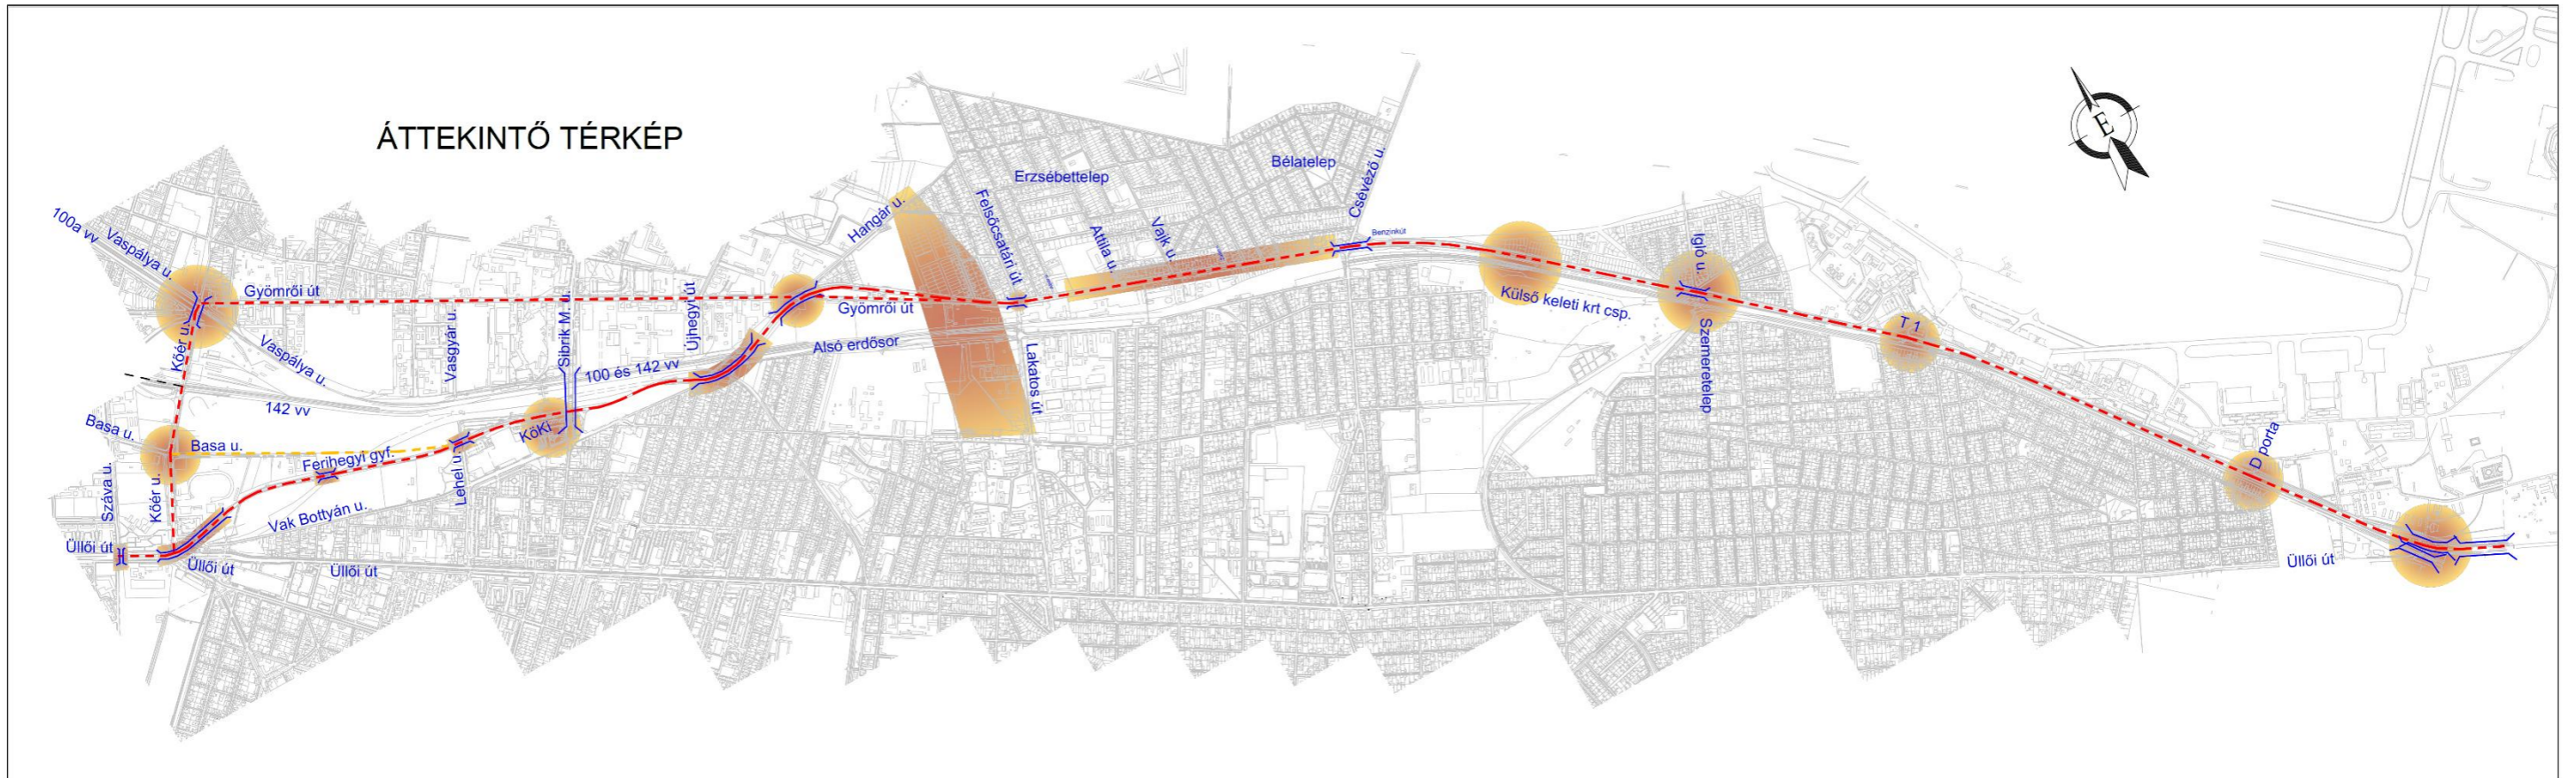 ÁTTEKINTŐ TÉRKÉP
E
100a vv
Vaspálya u.
Gyömrői út
Kőér u.
Vaspálya u.
142 vv
Vasgyár u.
Sibrik M u.
100 és 142 vv
Újhegyi út
Hangár u.
Gyömrői út
Alsó erdősor
Felsőcsatári út
Lakatos út
Erzsébettelep
Attila u.
Vajk u.
Bélatelep
Csévéző u.
Benzinkút
Külső keleti krt csp.
Igló u.
Szemeretelep
T 1
D porta
Üllői út
Basa u.
Basa u.
Száva u.
Kőér u.
Ferihegyi gyf.
Lehel u.
KöKi
Vak Bottyán u.
Üllői út
Üllői út
Üllői út